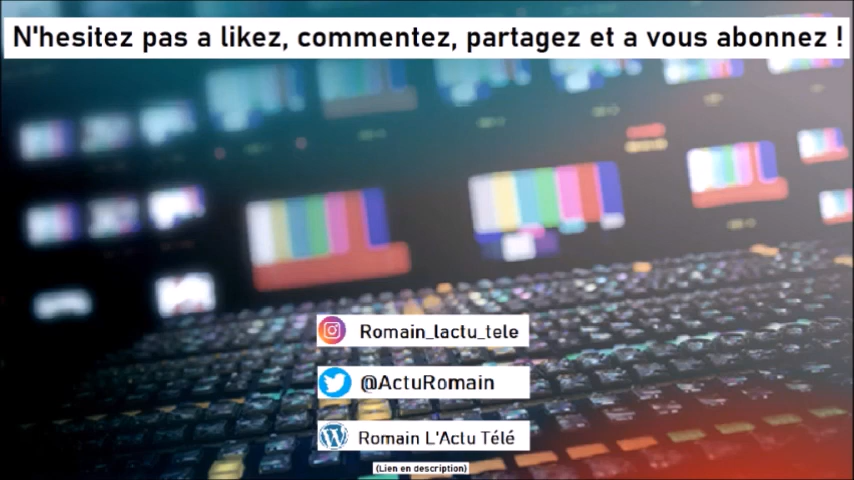 N'hesitez pas a likez, commentez, partagez et a vous abonnez !
Romain_lactu_tele
@ActuRomain
Romain L'Actu Télé
(Lien en description)